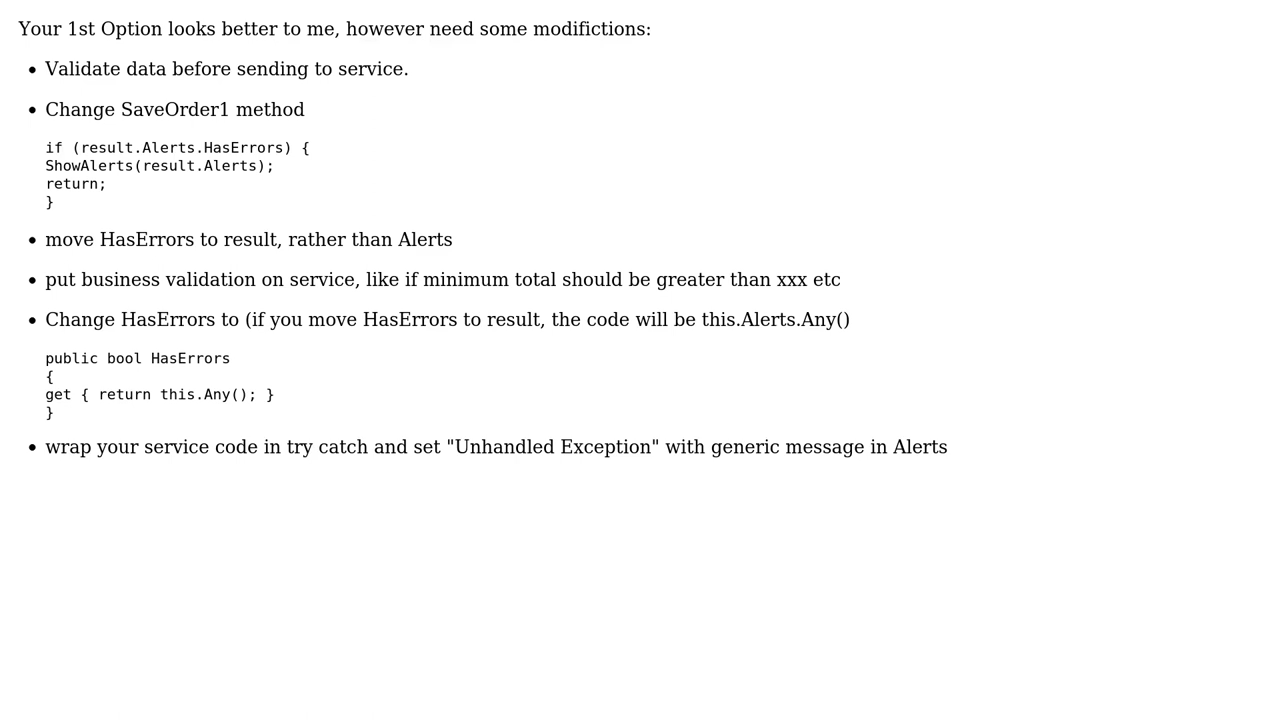 Your 1st Option looks better to me, however need some modifictions:
• Validate data before sending to service.
• Change SaveOrder1 method
if (result.Alerts.HasErrors) {
ShowAlerts(result.Alerts);
return;
}
• move HasErrors to result, rather than Alerts
• put business validation on service, like if minimum total should be greater than xxx etc
• Change HasErrors to (if you move HasErrors to result, the code will be this.Alerts.Any()
public bool HasErrors
{
get { return this.Any(); }
}
• wrap your service code in try catch and set "Unhandled Exception" with generic message in Alerts